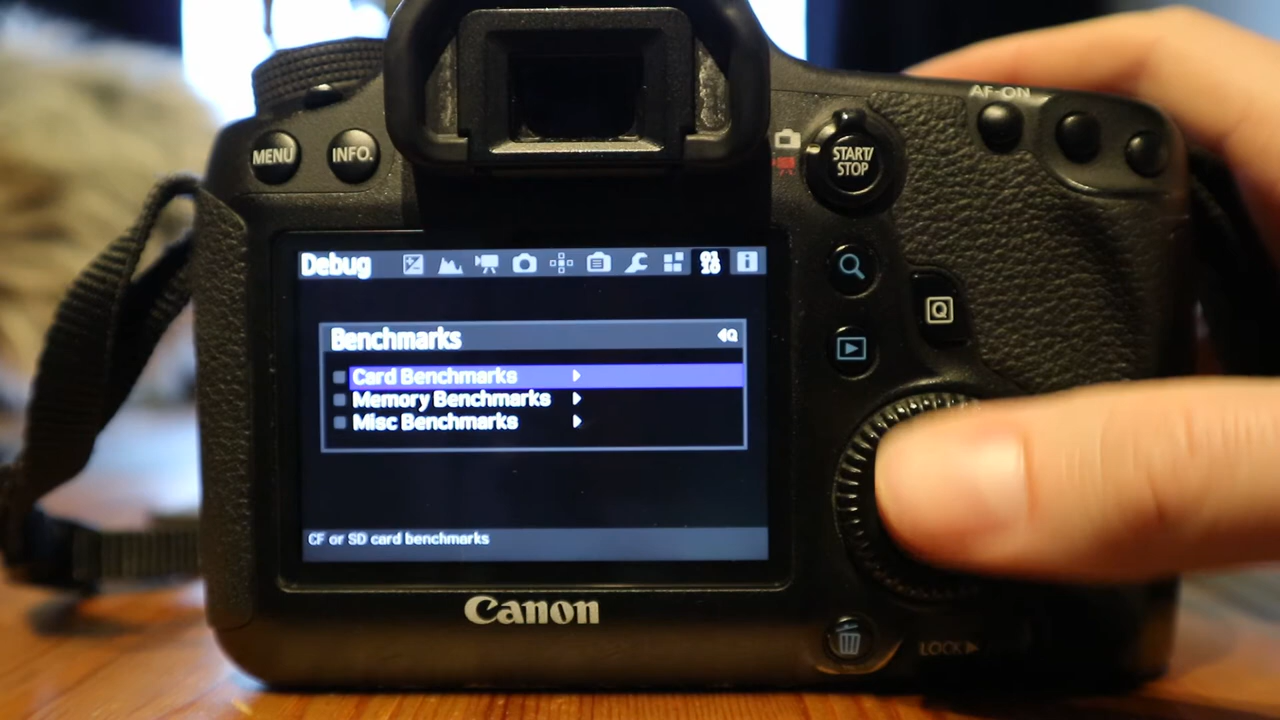 AF-ON
MENU
INFO.
START/
STOP
Debug
Benchmarks
Q
Card Benchmarks
Memory Benchmarks
Misc Benchmarks
Q
CF or SD card benchmarks
Canon
LOCK